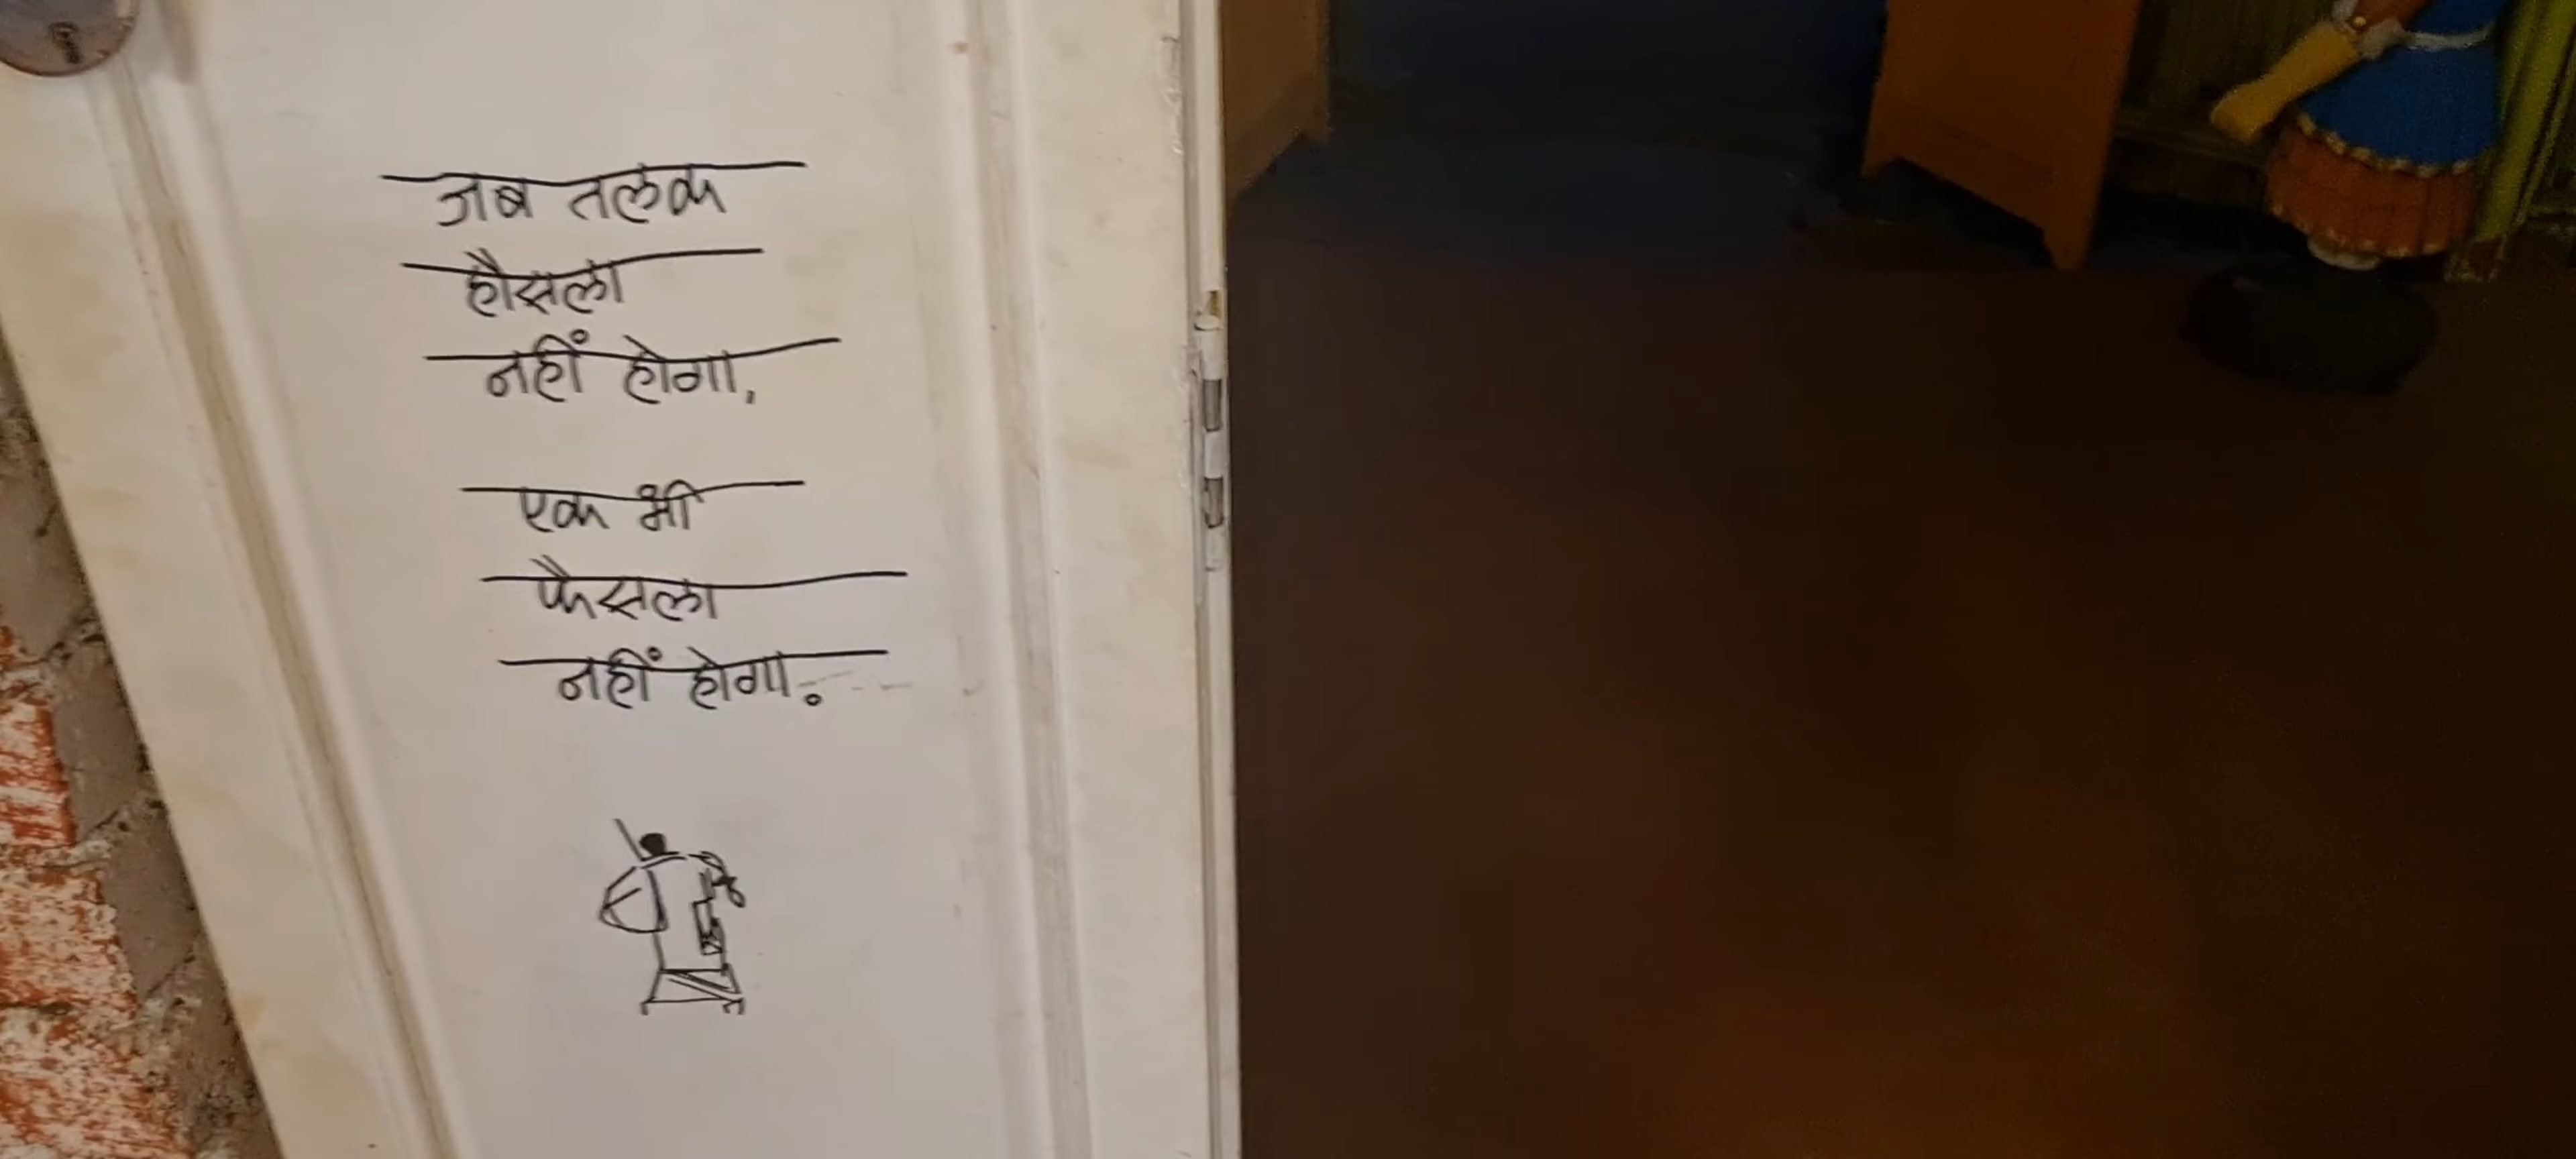 जब तलक
हौसला
नहीं होगा,
एक भी
फैसला
नहीं होगा.